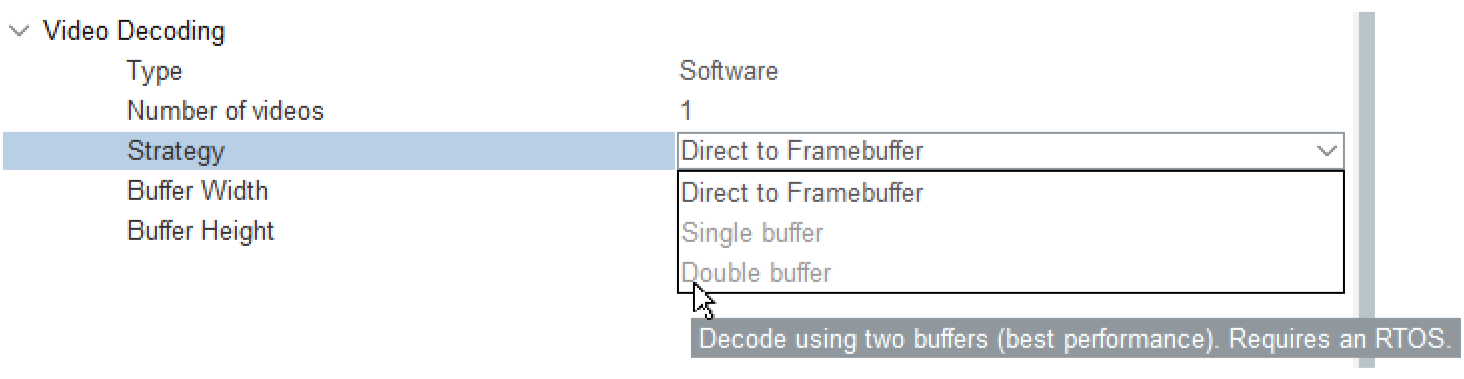 Video Decoding
Type Software
Number of videos 1
Strategy Direct to Framebuffer
Buffer Width Direct to Framebuffer
Buffer Height Single buffer
Double buffer
Decode using two buffers (best performance). Requires an RTOS.